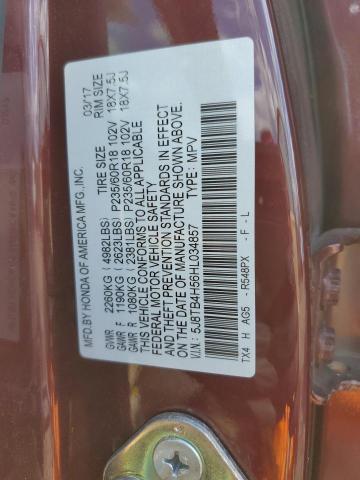 MFD. BY HONDA OF AMERICA MFG., INC. 03/17
TIRE SIZE RIM SIZE
GVWR 2260KG (4982LBS)
GAWR F 1190KG (2623LBS) P235/60R18 102V 18X7.5J
GAWR R 1080KG (2381LBS) P235/60R18 102V 18X7.5J
THIS VEHICLE CONFORMS TO ALL APPLICABLE
FEDERAL MOTOR VEHICLE SAFETY
AND THEFT PREVENTION STANDARDS IN EFFECT
ON THE DATE OF MANUFACTURE SHOWN ABOVE.
V.I.N.: 5J8TB4H56HL034857 TYPE: MPV
TX4 H AG5 - R548PX - F - L